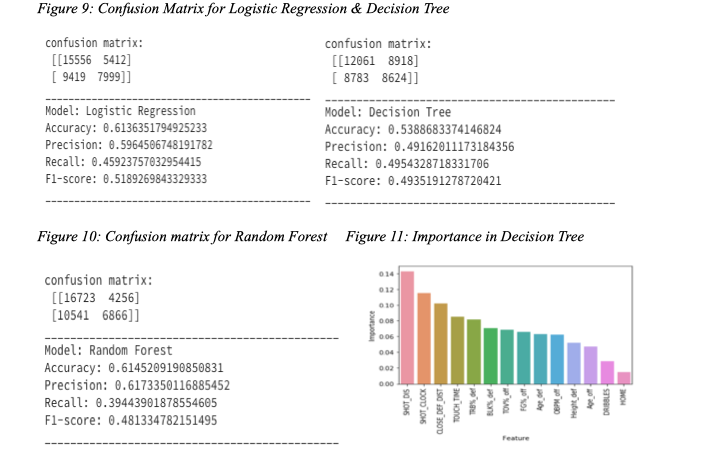 Figure 9: Confusion Matrix for Logistic Regression & Decision Tree
confusion matrix:
[[15556 5412]
[ 9419 7999]]
Model: Logistic Regression
Accuracy: 0.6136351794925233
Precision: 0.5964506748191782
Recall: 0.45923757032954415
F1-score: 0.5189269843329333
confusion matrix:
[[12061 8918]
[ 8783 8624]]
Model: Decision Tree
Accuracy: 0.5388683374146824
Precision: 0.49162011173184356
Recall: 0.4954328718331706
F1-score: 0.4935191278720421
Figure 10: Confusion matrix for Random Forest
Figure 11: Importance in Decision Tree
confusion matrix:
[[16723 4256]
[10541 6866]]
Model: Random Forest
Accuracy: 0.6145209190850831
Precision: 0.6173350116885452
Recall: 0.39443901878554605
F1-score: 0.481334782151495
Importance
0.14
0.12
0.10
0.08
0.06
0.04
0.02
0.00
SHOT_DIS
SHOT_CLOCK
CLOSE_DEF_DIST
TOUCH_TIME
TRB%_def
BLK%_def
TOV%_off
FG%_off
Age_def
OBPM_off
Height_def
Age_off
DRIBBLES
HOME
Feature